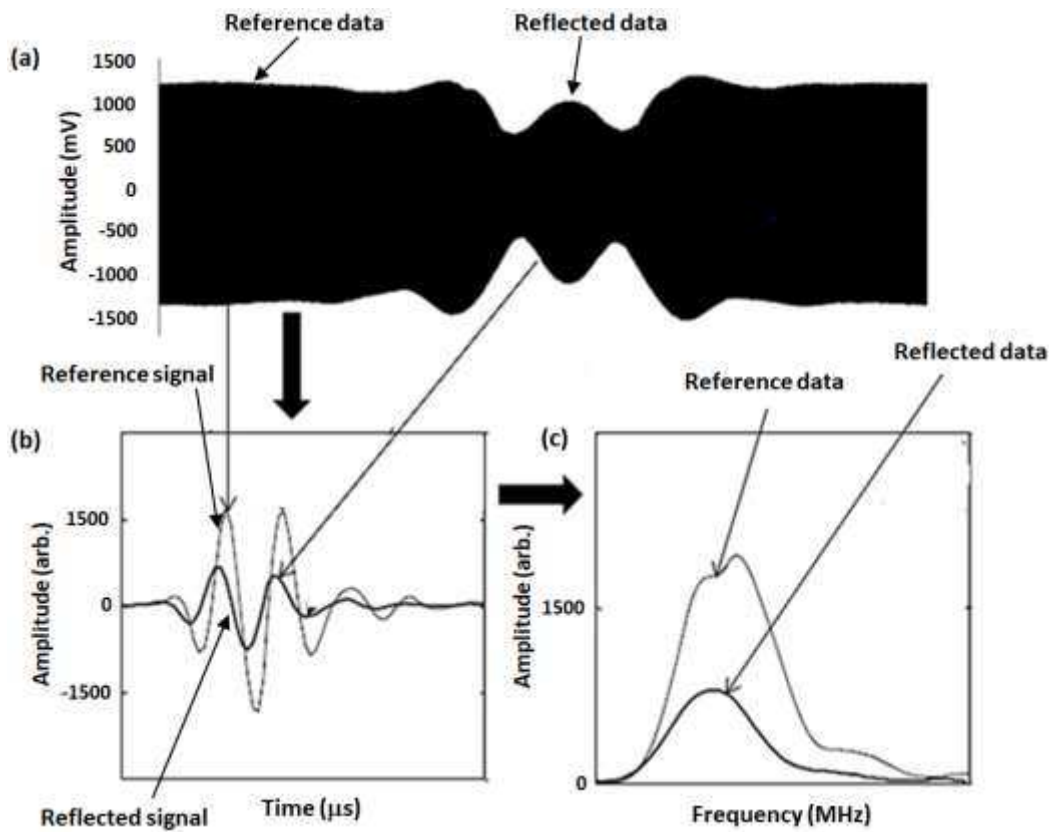 Reference data
Reflected data
(a)
1500
1000
500
0
-500
-1000
-1500
Amplitude (mV)
Reflected data
Reference signal
Reference data
(b)
(c)
1500
0
-1500
Amplitude (arb.)
1500
0
Amplitude (arb.)
Time (μs)
Frequency (MHz)
Reflected signal